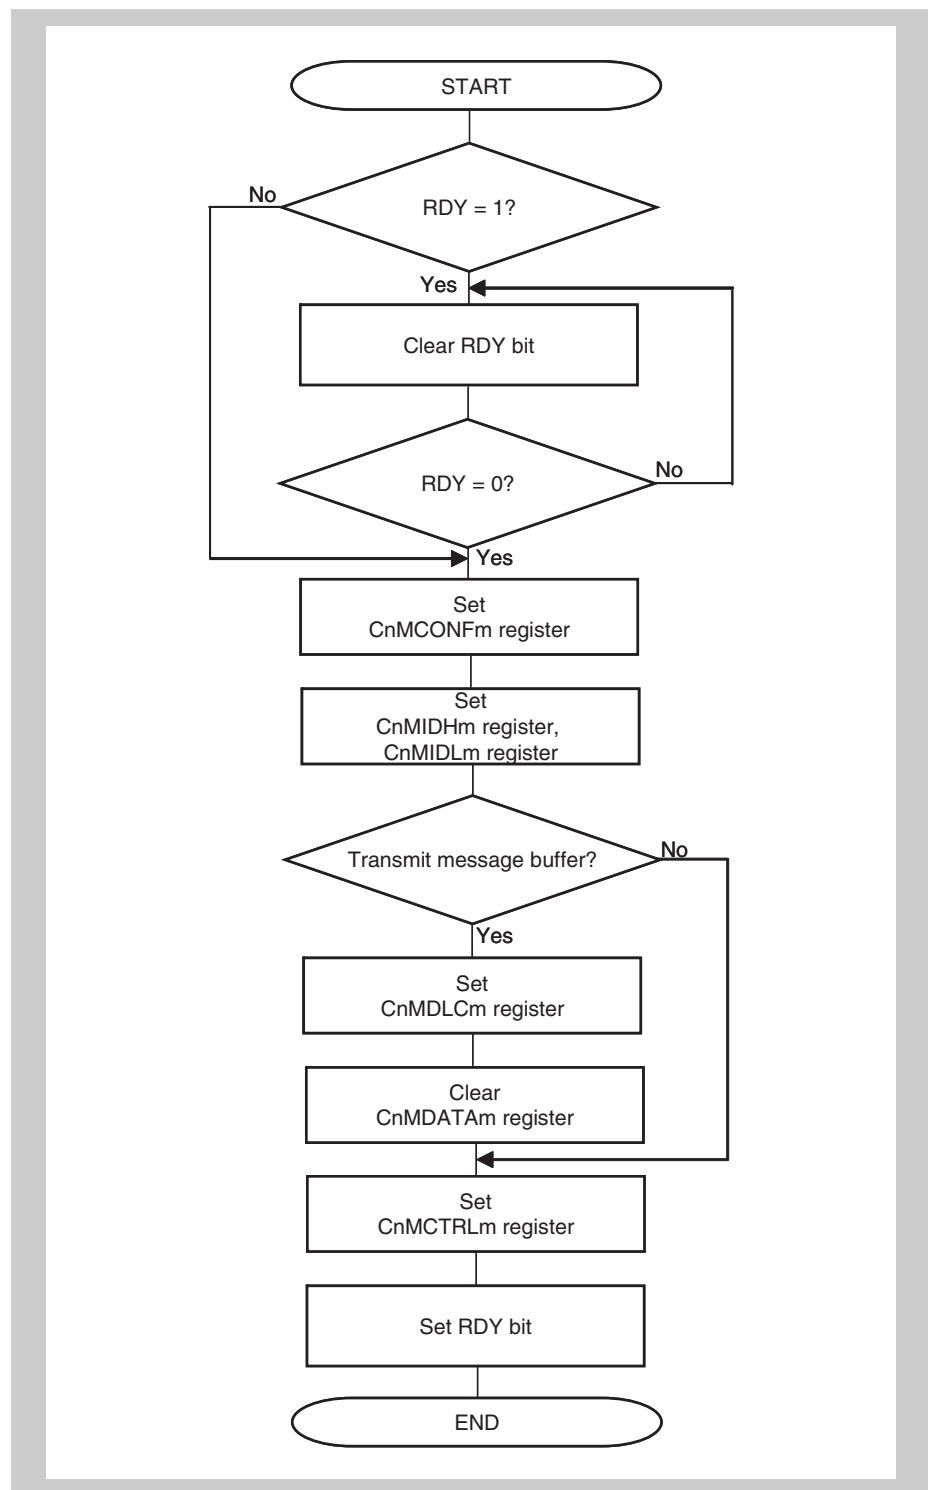 START
No
RDY = 1?
Yes
Clear RDY bit
RDY = 0?
No
Yes
Set
CnMCONFm register
Set
CnMIDHm register,
CnMIDLm register
Transmit message buffer?
No
Yes
Set
CnMDLCm register
Clear
CnMDATAm register
Set
CnMCTRLm register
Set RDY bit
END